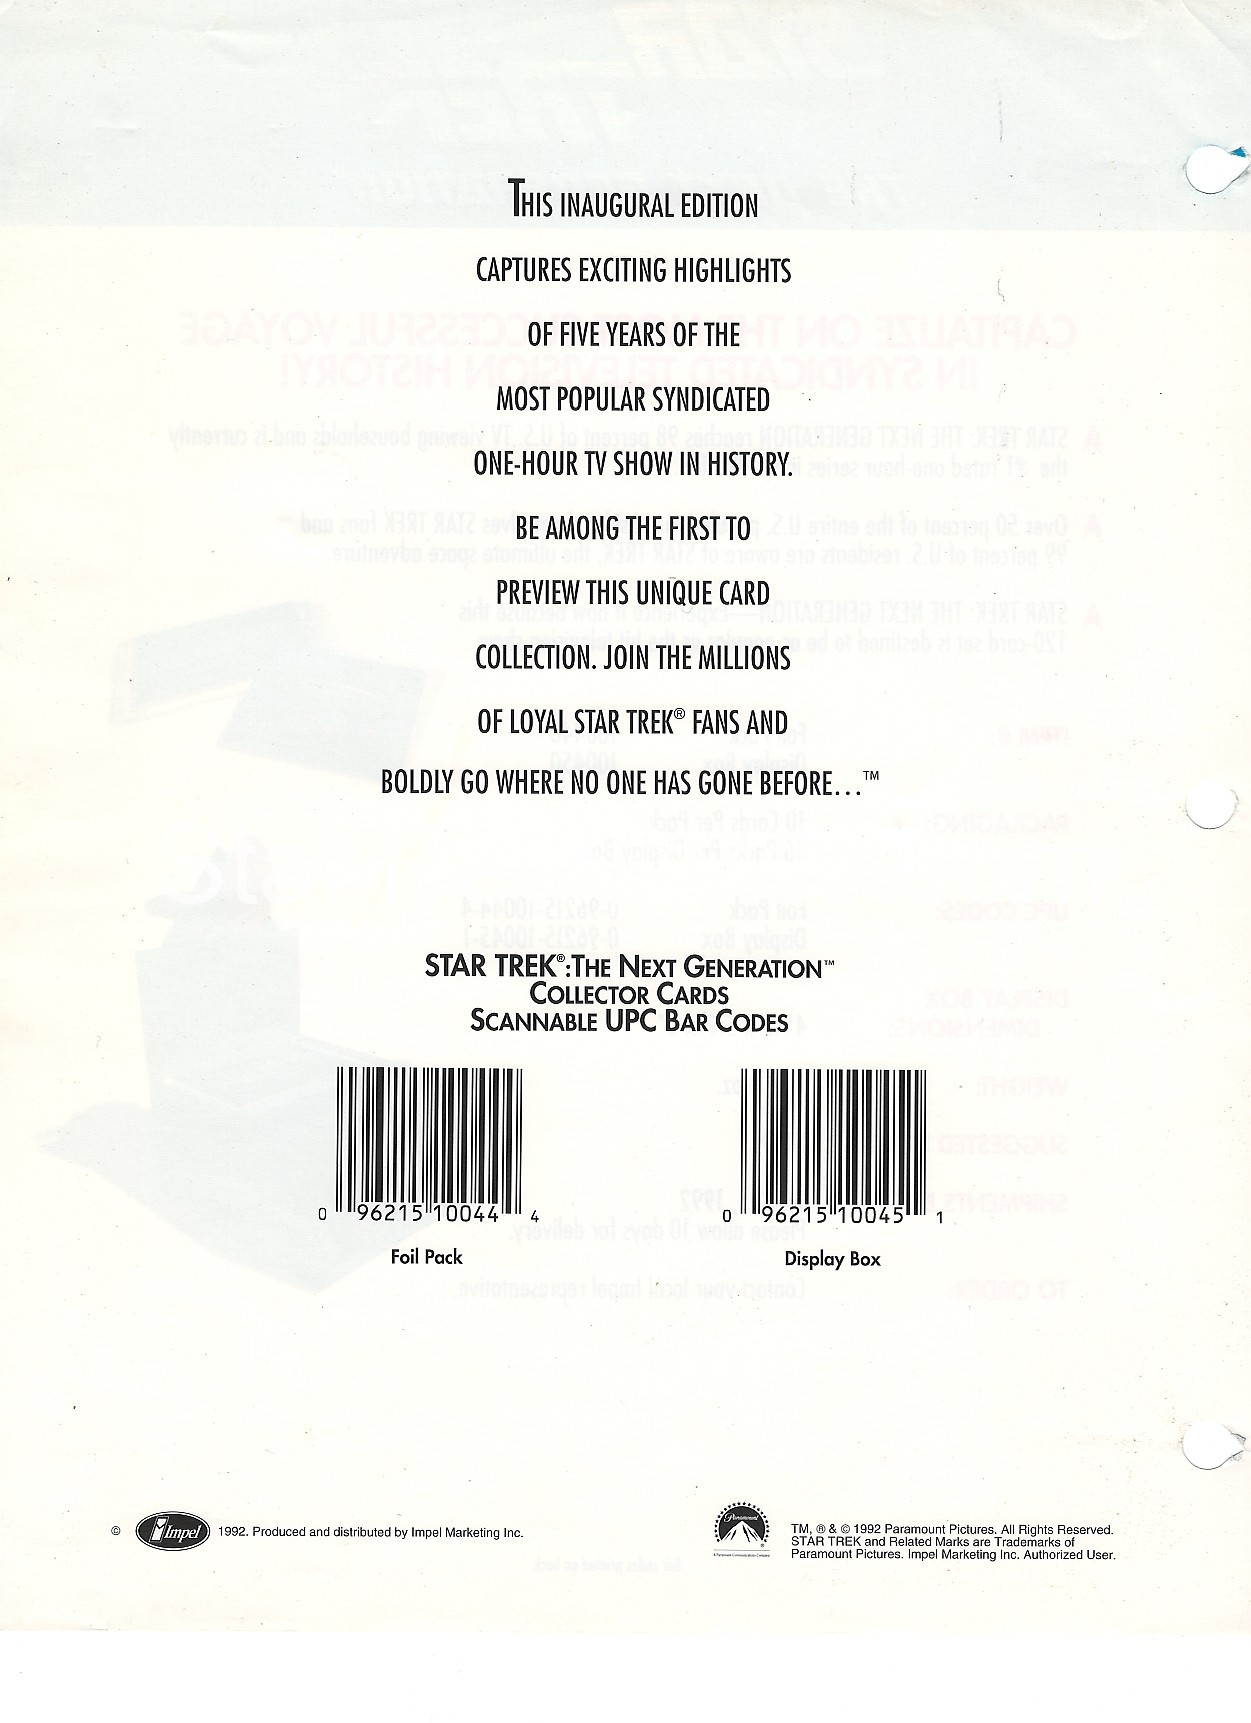 THIS INAUGURAL EDITION
CAPTURES EXCITING HIGHLIGHTS
OF FIVE YEARS OF THE
MOST POPULAR SYNDICATED
ONE-HOUR TV SHOW IN HISTORY.
BE AMONG THE FIRST TO
PREVIEW THIS UNIQUE CARD
COLLECTION. JOIN THE MILLIONS
OF LOYAL STAR TREK® FANS AND
BOLDLY GO WHERE NO ONE HAS GONE BEFORE...™
STAR TREK®:THE NEXT GENERATION™
COLLECTOR CARDS
SCANNABLE UPC BAR CODES
0 96215 10044 4
Foil Pack
0 96215 10045 1
Display Box
© Impel 1992. Produced and distributed by Impel Marketing Inc.
Paramount
A Paramount Communications Company
TM, ® & © 1992 Paramount Pictures. All Rights Reserved.
STAR TREK and Related Marks are Trademarks of
Paramount Pictures. Impel Marketing Inc. Authorized User.